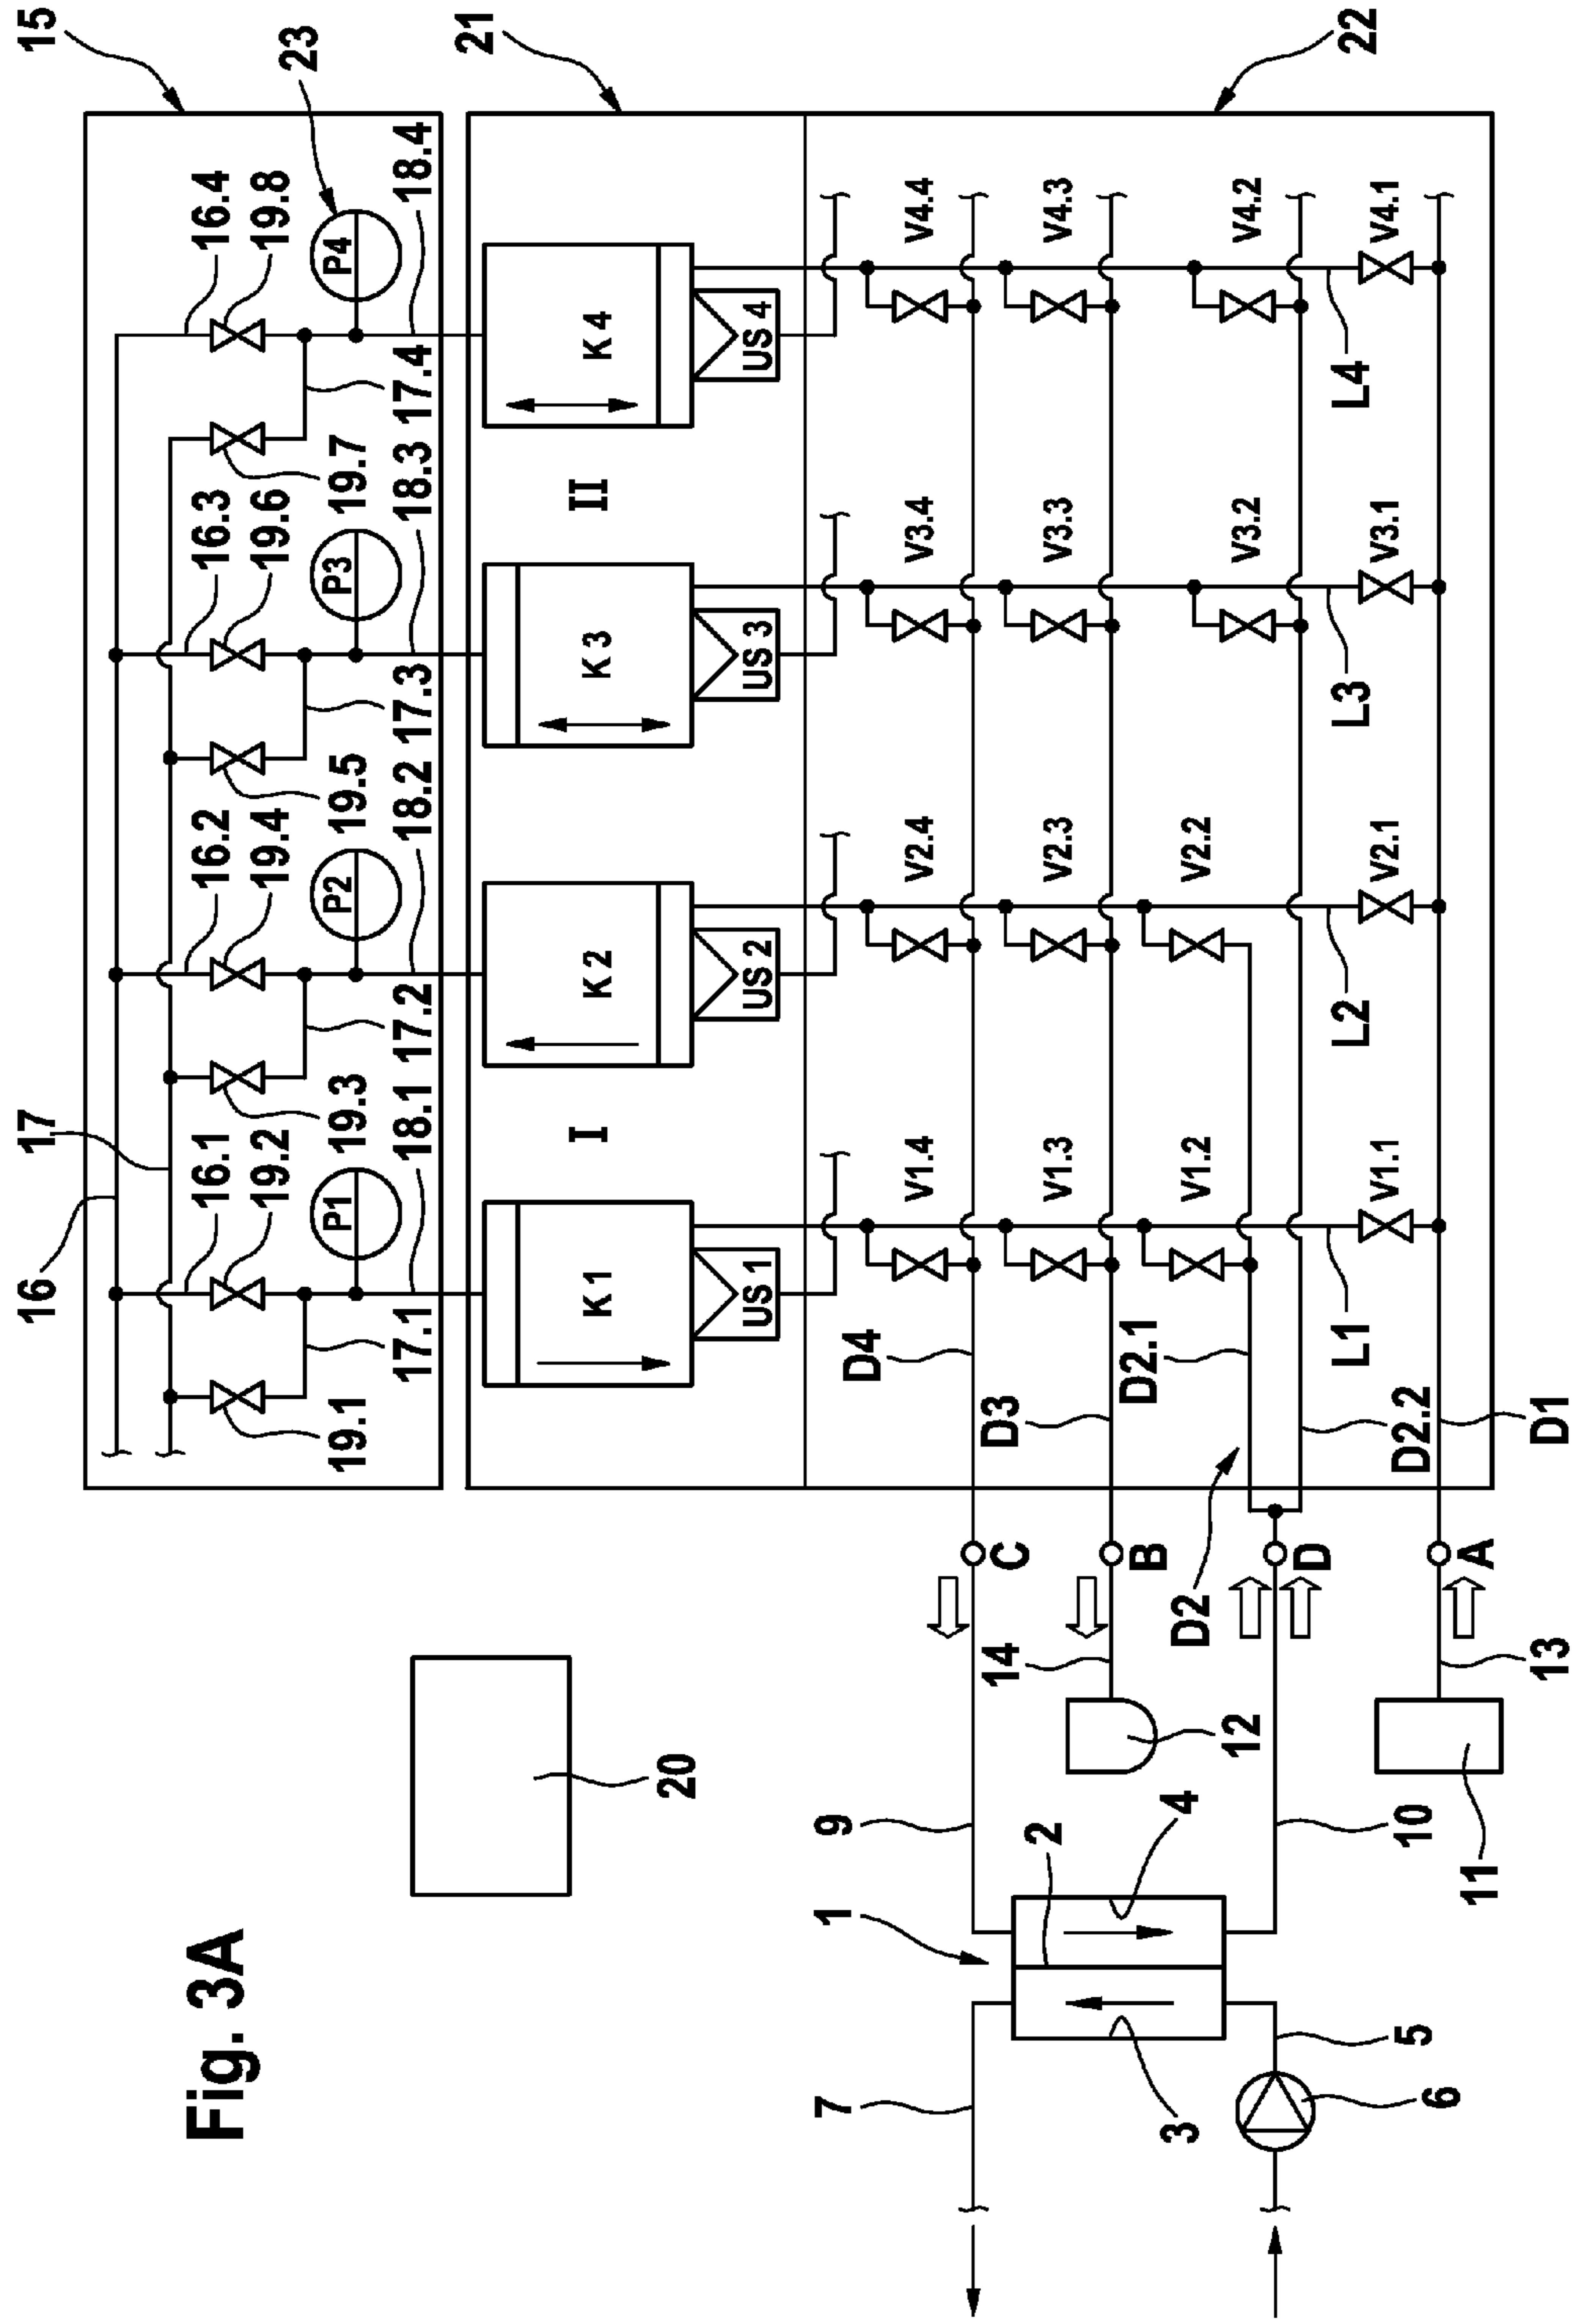 Fig. 3A
15
23
21
22
16
17
16.1
19.2
16.2
19.4
16.3
19.6
16.4
19.8
19.1
19.3
19.5
19.7
P1
P2
P3
P4
17.1
18.1
17.2
18.2
17.3
18.3
17.4
18.4
K 1
I
K 2
K 3
II
K 4
US 1
US 2
US 3
US 4
D4
V1.4
V2.4
V3.4
V4.4
D3
V1.3
V2.3
V3.3
V4.3
D2.1
V1.2
V2.2
V3.2
V4.2
L1
L2
L3
L4
D2.2
V1.1
V2.1
V3.1
V4.1
D1
20
C
B
D2
D
A
7
1
9
2
14
3
4
12
5
10
6
11
13